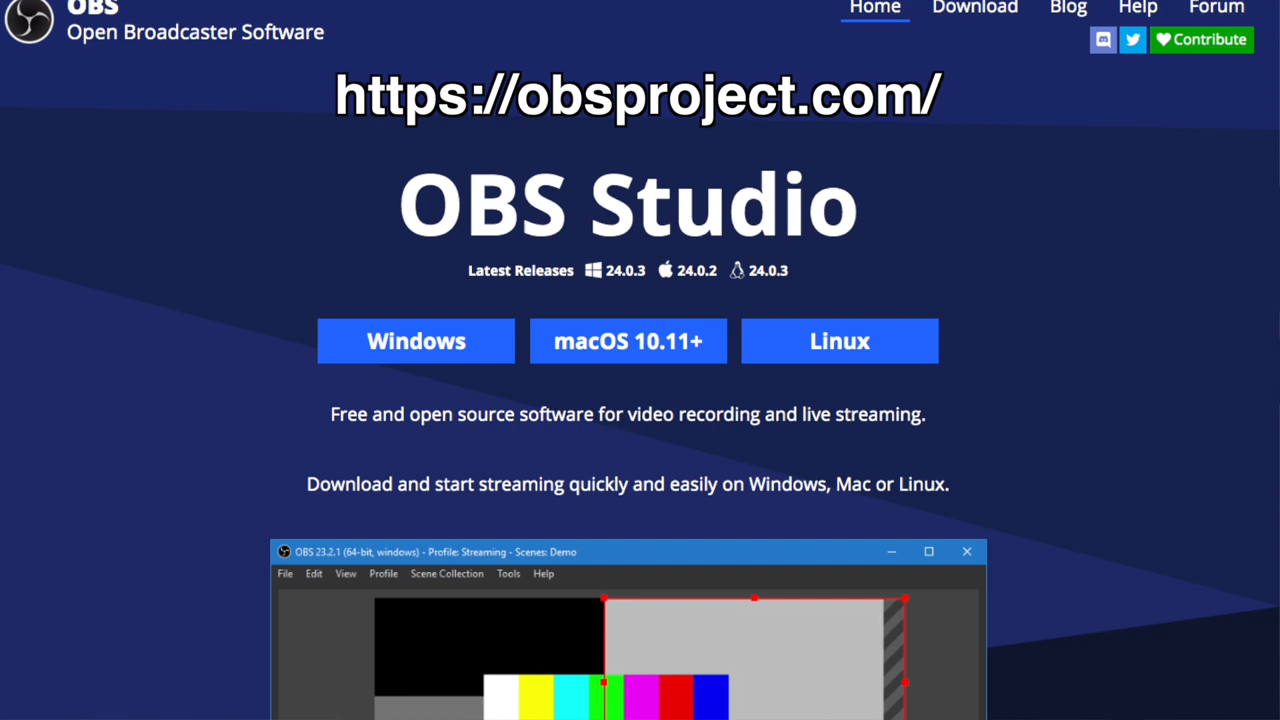 OBS
Open Broadcaster Software
Home Download Blog Help Forum
Contribute
https://obsproject.com/
OBS Studio
Latest Releases 24.0.3 24.0.2 24.0.3
Windows macOS 10.11+ Linux
Free and open source software for video recording and live streaming.
Download and start streaming quickly and easily on Windows, Mac or Linux.
OBS 23.2.1 (64-bit, windows) - Profile: Streaming - Scenes: Demo
File Edit View Profile Scene Collection Tools Help